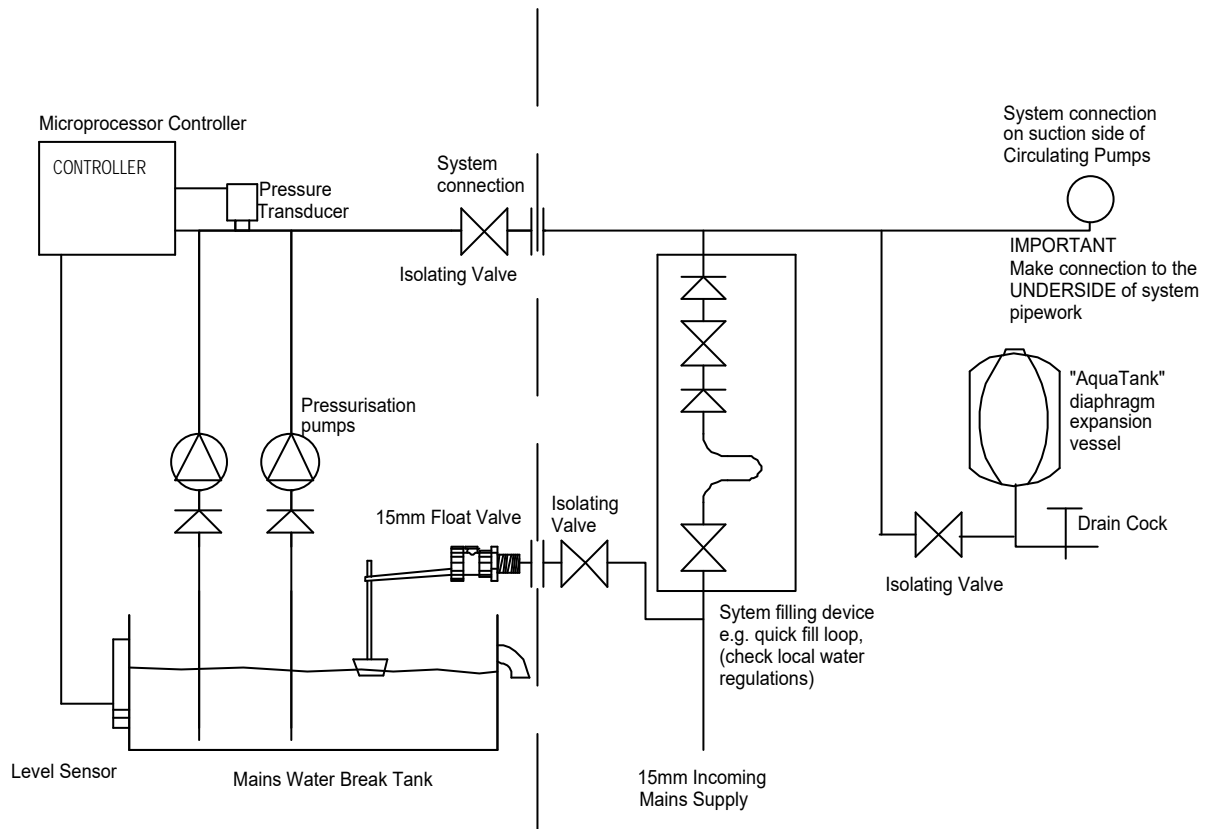 Microprocessor Controller
CONTROLLER
Pressure
Transducer
System
connection
Isolating Valve
System connection
on suction side of
Circulating Pumps
IMPORTANT
Make connection to the
UNDERSIDE of system
pipework
"AquaTank"
diaphragm
expansion
vessel
Pressurisation
pumps
15mm Float Valve
Isolating
Valve
Drain Cock
Isolating Valve
Sytem filling device
e.g. quick fill loop,
(check local water
regulations)
Level Sensor
Mains Water Break Tank
15mm Incoming
Mains Supply